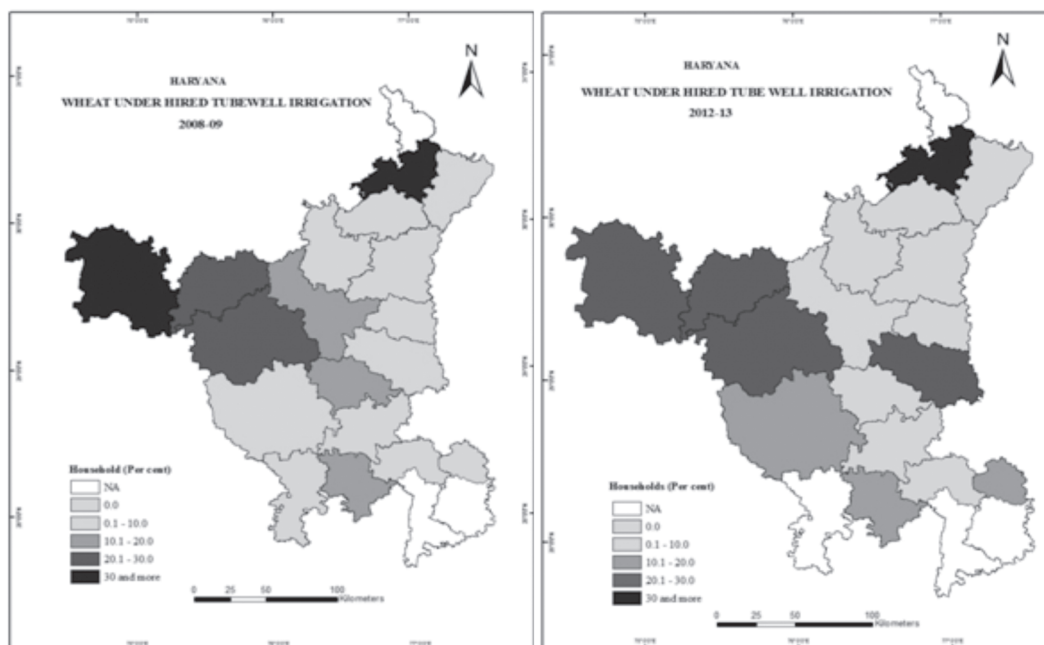 N
HARYANA
WHEAT UNDER HIRED TUBEWELL IRRIGATION
2008-09
Household (Per cent)
NA
0.0
0.1 - 10.0
10.1 - 20.0
20.1 - 30.0
30 and more
0 25 50 100
Kilometers
N
HARYANA
WHEAT UNDER HIRED TUBE WELL IRRIGATION
2012-13
Households (Per cent)
NA
0.0
0.1 - 10.0
10.1 - 20.0
20.1 - 30.0
30 and more
0 25 50 100
Kilometers